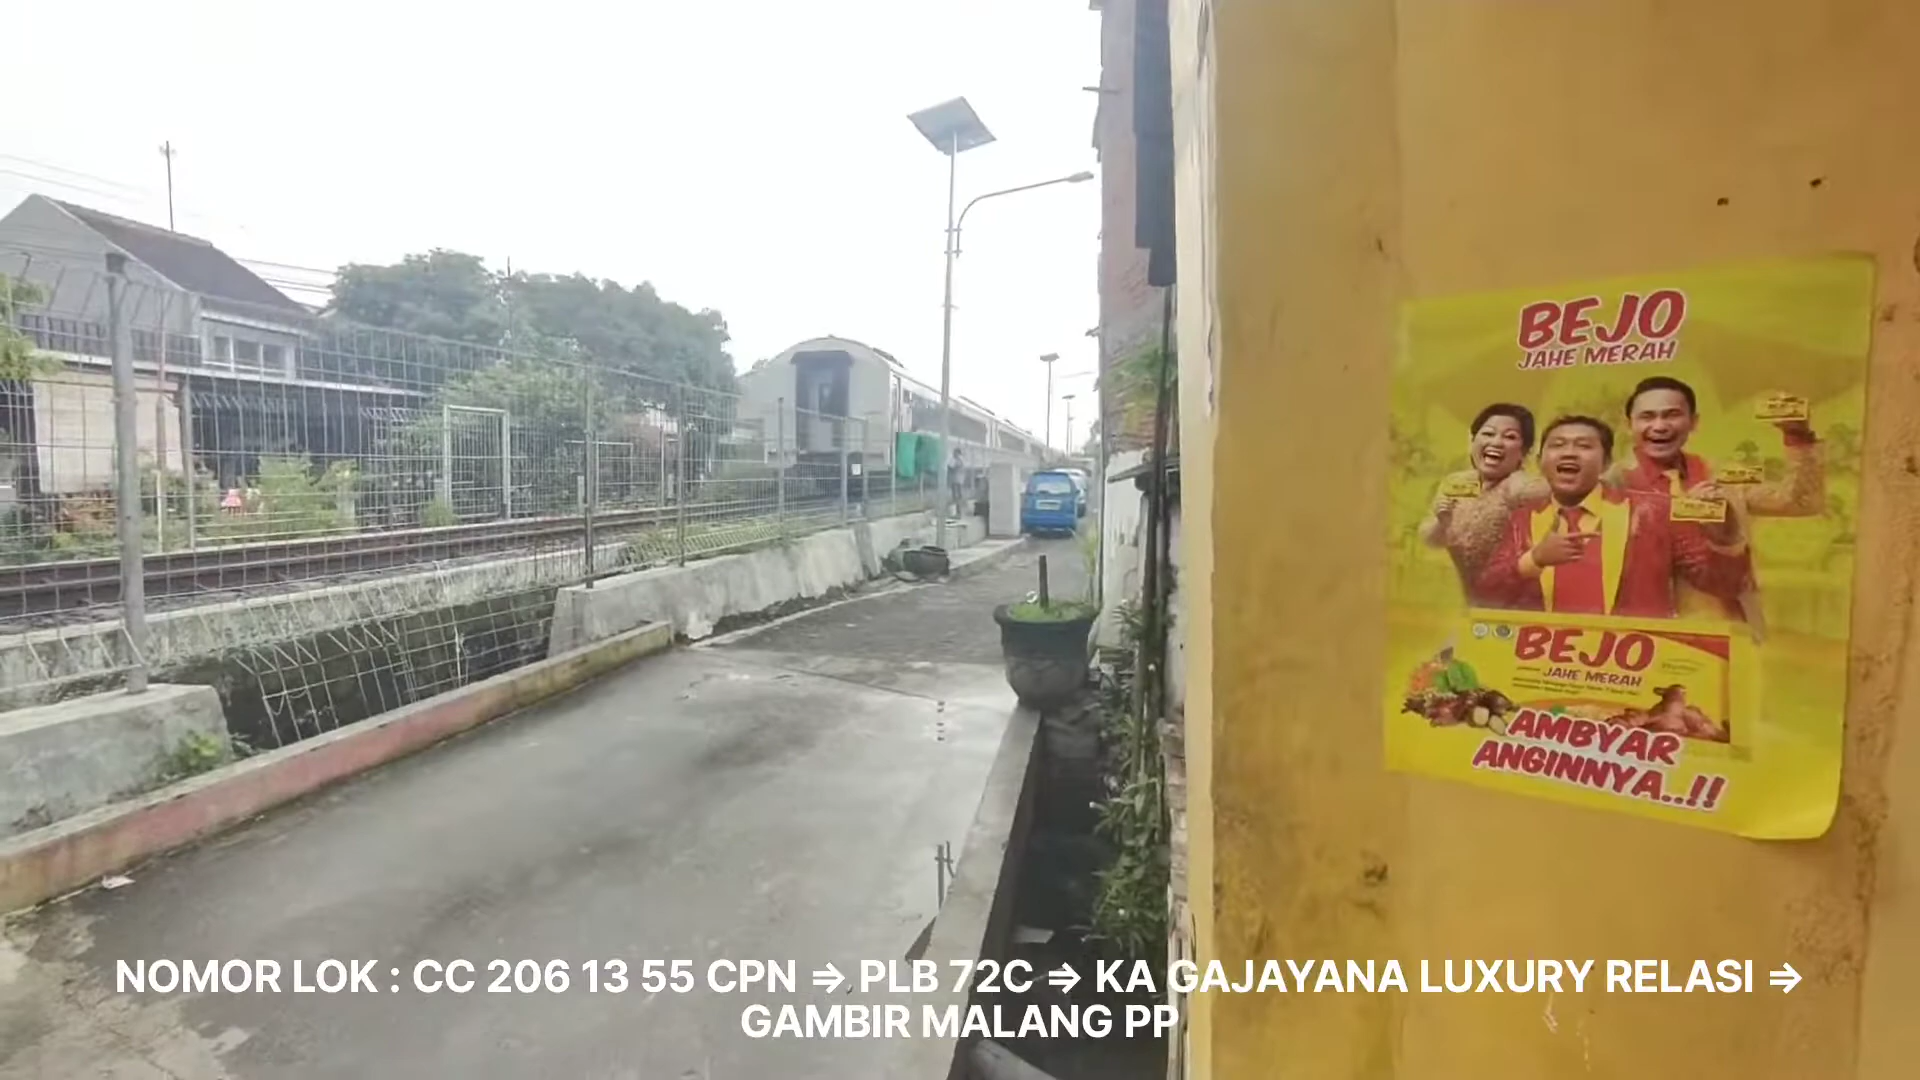 BEJO
JAHE MERAH
BEJO
JAHE MERAH
AMBYAR
ANGINNYA..!!
NOMOR LOK : CC 206 13 55 CPN => PLB 72C => KA GAJAYANA LUXURY RELASI =>
GAMBIR MALANG PP